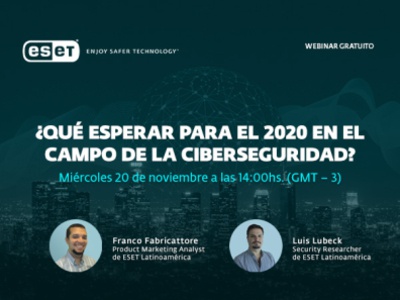 eseT ENJOY SAFER TECHNOLOGY™
WEBINAR GRATUITO
¿QUÉ ESPERAR PARA EL 2020 EN EL
CAMPO DE LA CIBERSEGURIDAD?
Miércoles 20 de noviembre a las 14:00hs. (GMT – 3)
Franco Fabricattore
Product Marketing Analyst
de ESET Latinoamérica
Luis Lubeck
Security Researcher
de ESET Latinoamérica